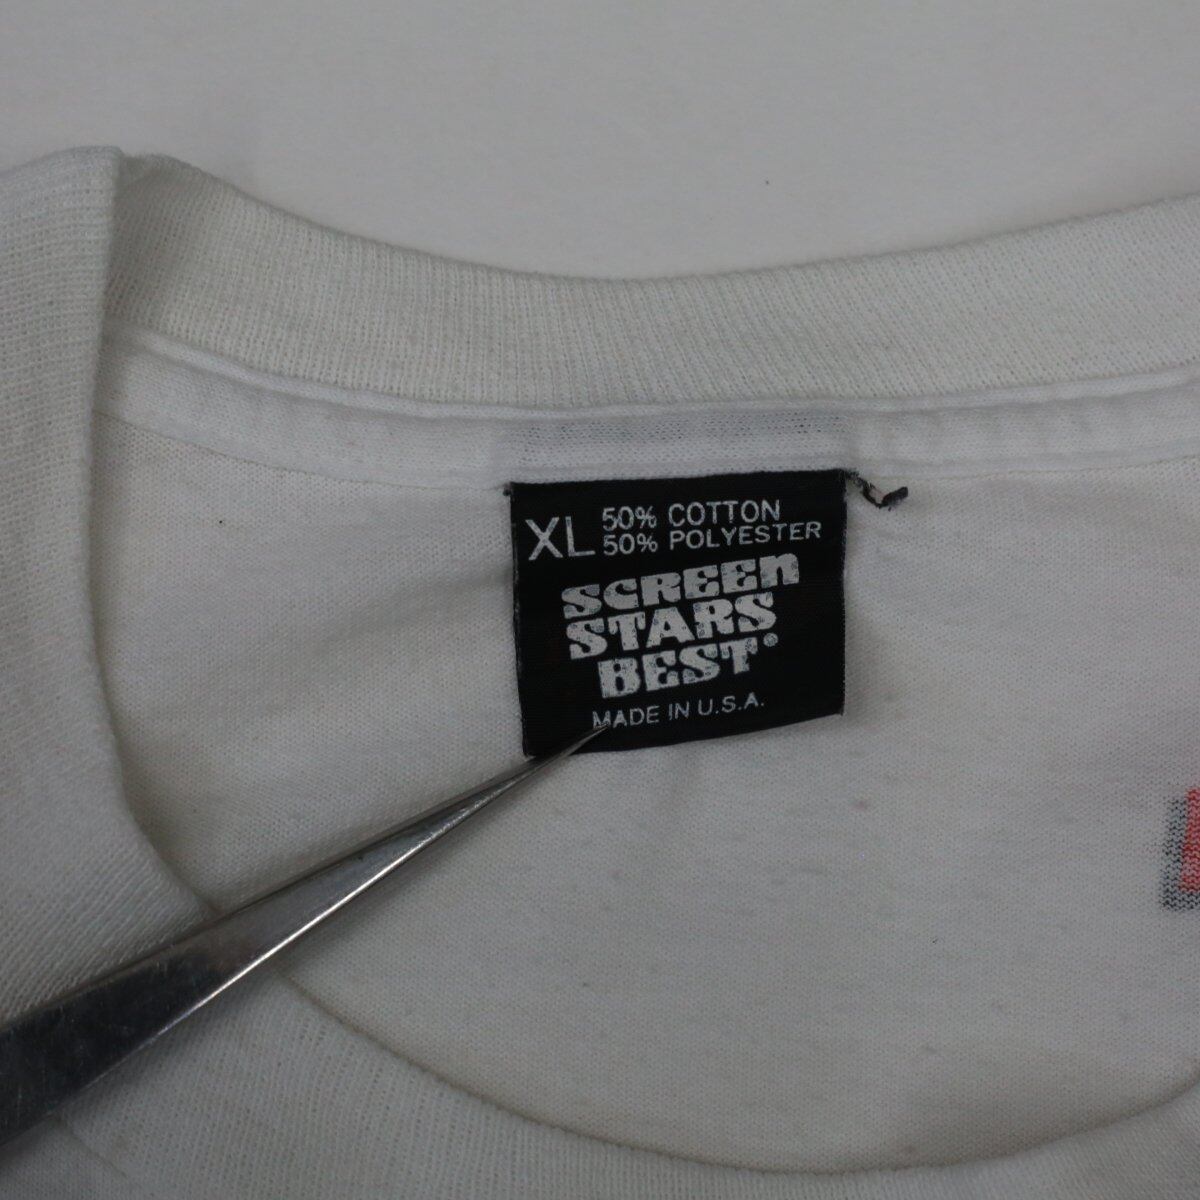 XL 50% COTTON
50% POLYESTER
SCREEN
STARS
BEST®
MADE IN U.S.A.